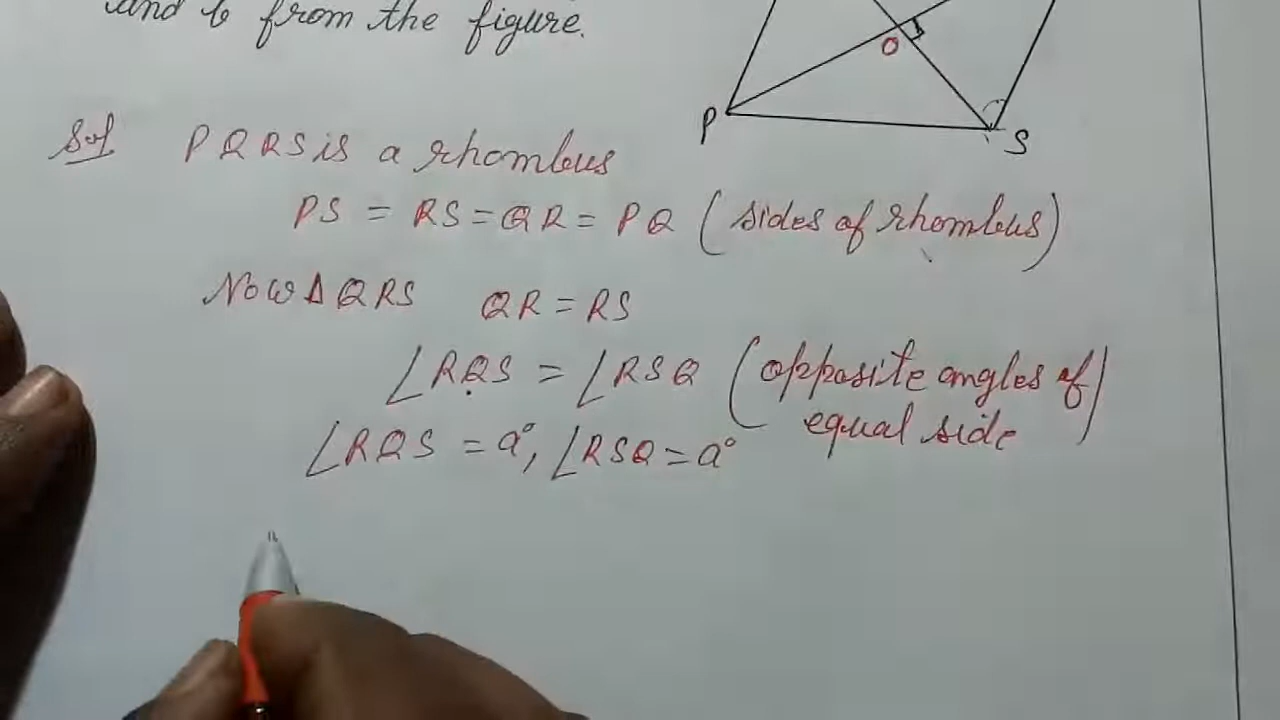 and b from the figure.
O
P
S
Sol PQRS is a rhombus
PS = RS = QR = PQ (sides of rhombus)
Now Δ QRS QR = RS
∠RQS = ∠RSQ (opposite angles of
equal side)
∠RQS = a°, ∠RSQ = a°